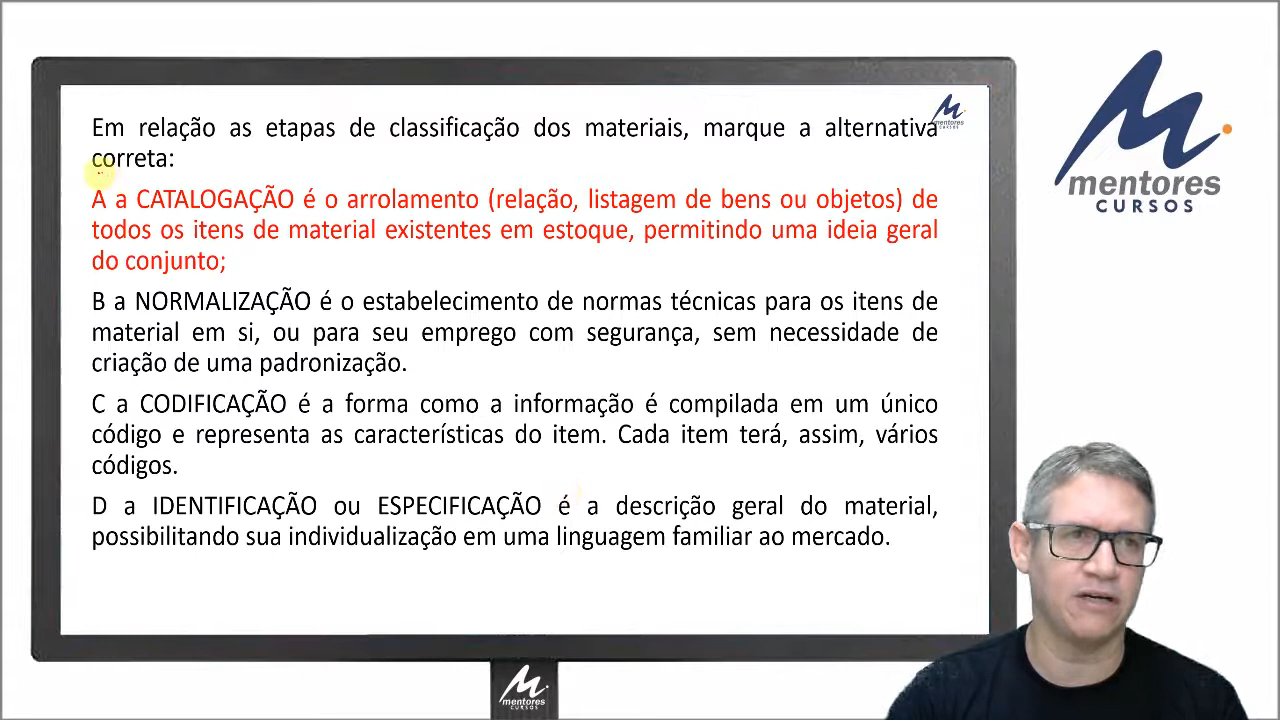 Em relação as etapas de classificação dos materiais, marque a alternativa
correta:
A a CATALOGAÇÃO é o arrolamento (relação, listagem de bens ou objetos) de
todos os itens de material existentes em estoque, permitindo uma ideia geral
do conjunto;
B a NORMALIZAÇÃO é o estabelecimento de normas técnicas para os itens de
material em si, ou para seu emprego com segurança, sem necessidade de
criação de uma padronização.
C a CODIFICAÇÃO é a forma como a informação é compilada em um único
código e representa as características do item. Cada item terá, assim, vários
códigos.
D a IDENTIFICAÇÃO ou ESPECIFICAÇÃO é a descrição geral do material,
possibilitando sua individualização em uma linguagem familiar ao mercado.
mentores
CURSOS
mentores
CURSOS
mentores
CURSOS